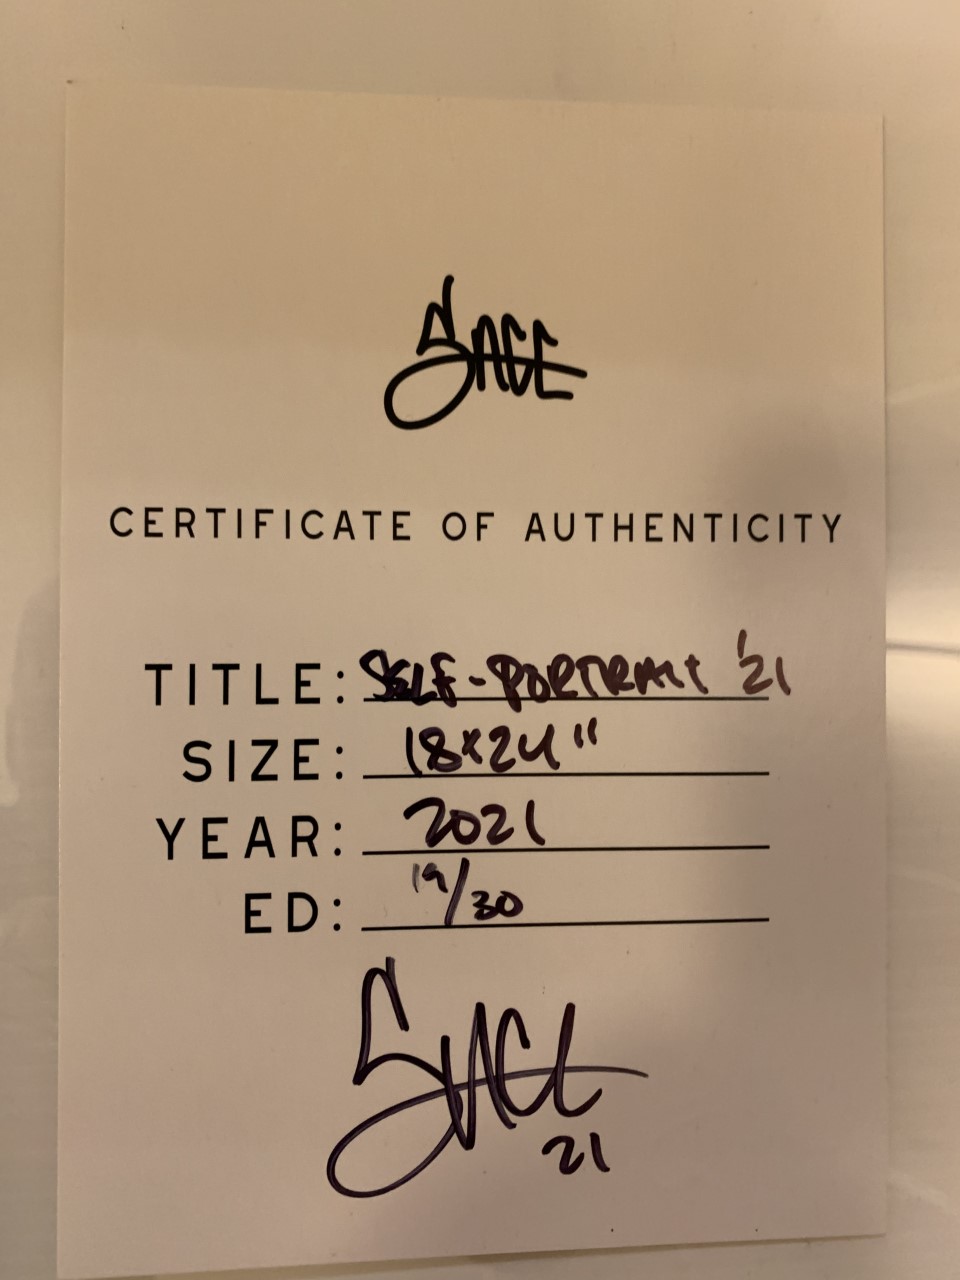 SAGE
CERTIFICATE OF AUTHENTICITY
TITLE: SELF-PORTRAIT '21
SIZE: 18x24"
YEAR: 2021
ED: 19/30
SAGE
21